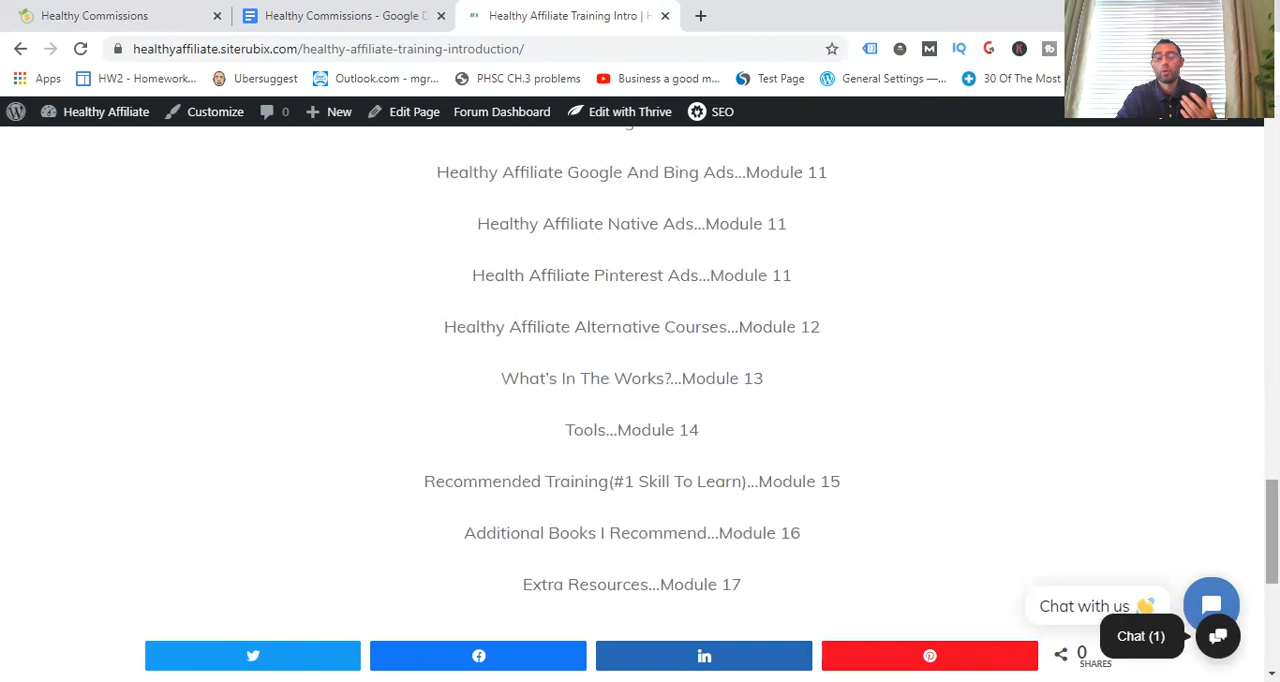 Healthy Commissions
Healthy Commissions - Google D
Healthy Affiliate Training Intro | H
healthyaffiliate.siterubix.com/healthy-affiliate-training-introduction/
Apps
HW2 - Homework...
Ubersuggest
Outlook.com - mgr...
PHSC CH.3 problems
Business a good m...
Test Page
General Settings —...
30 Of The Most
Healthy Affiliate
Customize
0
New
Edit Page
Forum Dashboard
Edit with Thrive
SEO
Healthy Affiliate Google And Bing Ads...Module 11
Healthy Affiliate Native Ads...Module 11
Health Affiliate Pinterest Ads...Module 11
Healthy Affiliate Alternative Courses...Module 12
What's In The Works?...Module 13
Tools...Module 14
Recommended Training(#1 Skill To Learn)...Module 15
Additional Books I Recommend...Module 16
Extra Resources...Module 17
Chat with us 👋
Chat (1)
0
SHARES